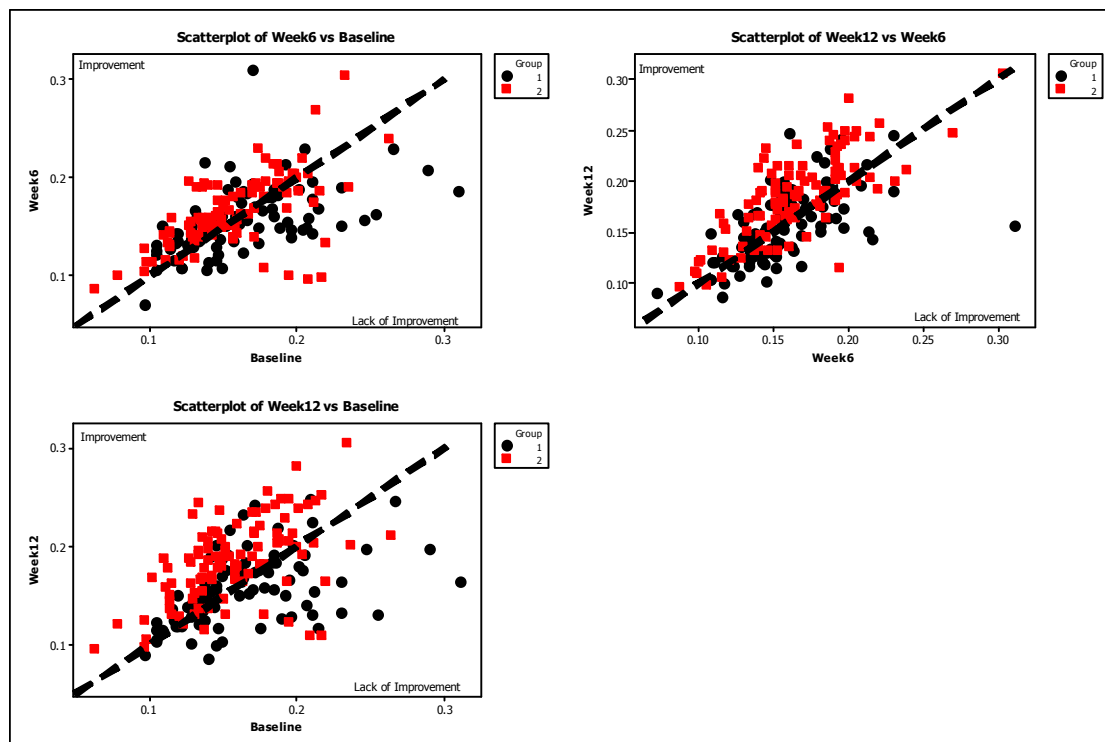 Scatterplot of Week6 vs Baseline
Improvement
Group
1
2
0.3
0.2
0.1
Week6
Lack of Improvement
0.1 0.2 0.3
Baseline
Scatterplot of Week12 vs Week6
Improvement
Group
1
2
0.30
0.25
0.20
0.15
0.10
Week12
Lack of Improvement
0.10 0.15 0.20 0.25 0.30
Week6
Scatterplot of Week12 vs Baseline
Improvement
Group
1
2
0.3
0.2
0.1
Week12
Lack of Improvement
0.1 0.2 0.3
Baseline